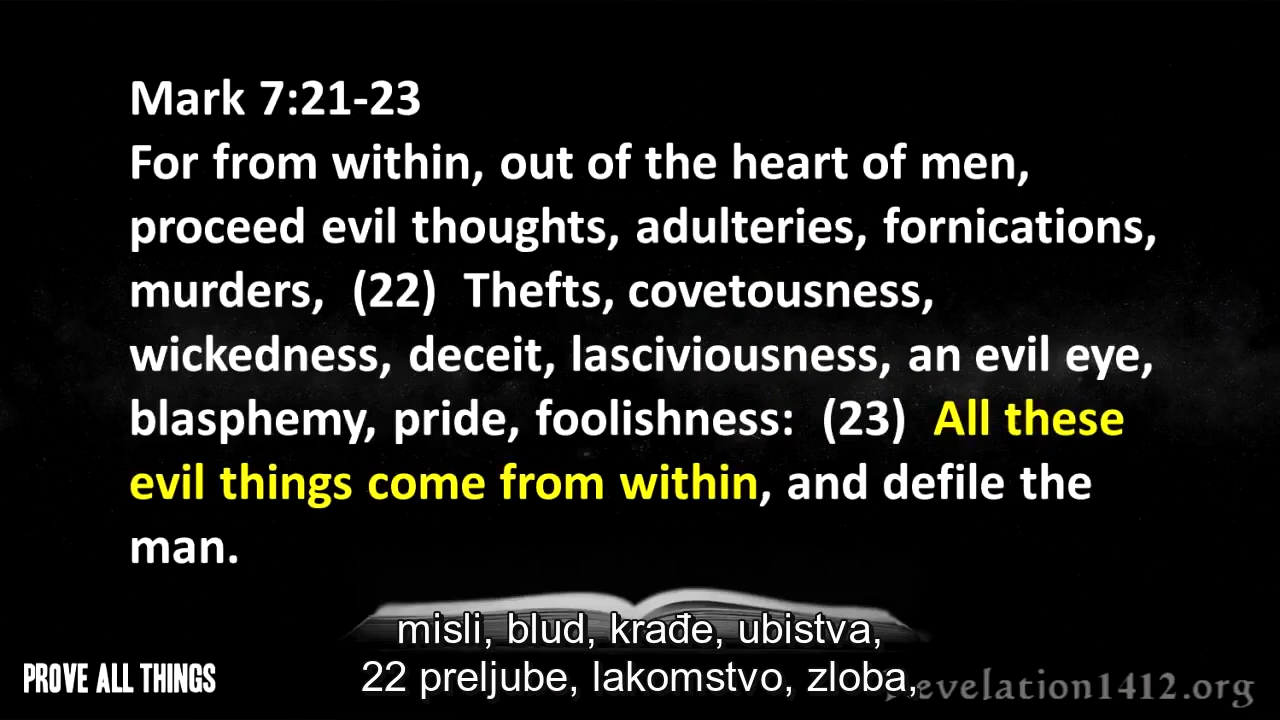 Mark 7:21-23
For from within, out of the heart of men,
proceed evil thoughts, adulteries, fornications,
murders, (22) Thefts, covetousness,
wickedness, deceit, lasciviousness, an evil eye,
blasphemy, pride, foolishness: (23) All these
evil things come from within, and defile the
man.
misli, blud, krađe, ubistva,
22 preljube, lakomstvo, zloba,
PROVE ALL THINGS
Revelation1412.org